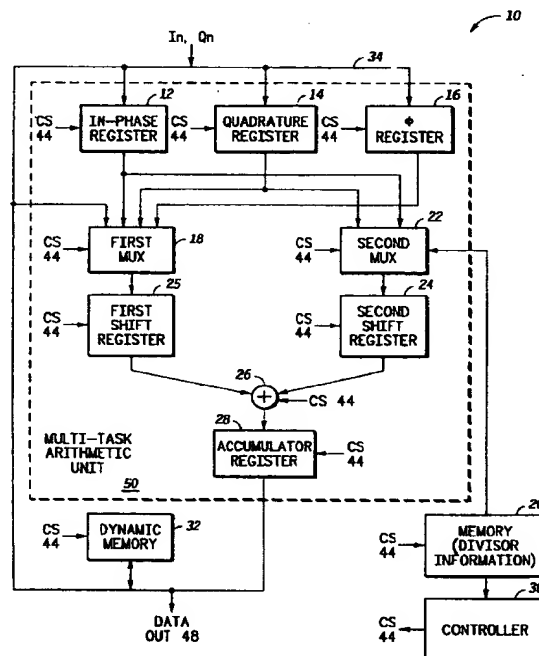 10
In, Qn
34
12
14
16
CS
44
IN-PHASE
REGISTER
CS
44
QUADRATURE
REGISTER
CS
44
Φ
REGISTER
CS
44
FIRST
MUX
18
CS
44
SECOND
MUX
22
25
24
CS
44
FIRST
SHIFT
REGISTER
CS
44
SECOND
SHIFT
REGISTER
26
+
CS 44
28
ACCUMULATOR
REGISTER
CS
44
MULTI-TASK
ARITHMETIC
UNIT
50
32
CS
44
DYNAMIC
MEMORY
20
CS
44
MEMORY
(DIVISOR
INFORMATION)
DATA
OUT 48
30
CS
44
CONTROLLER